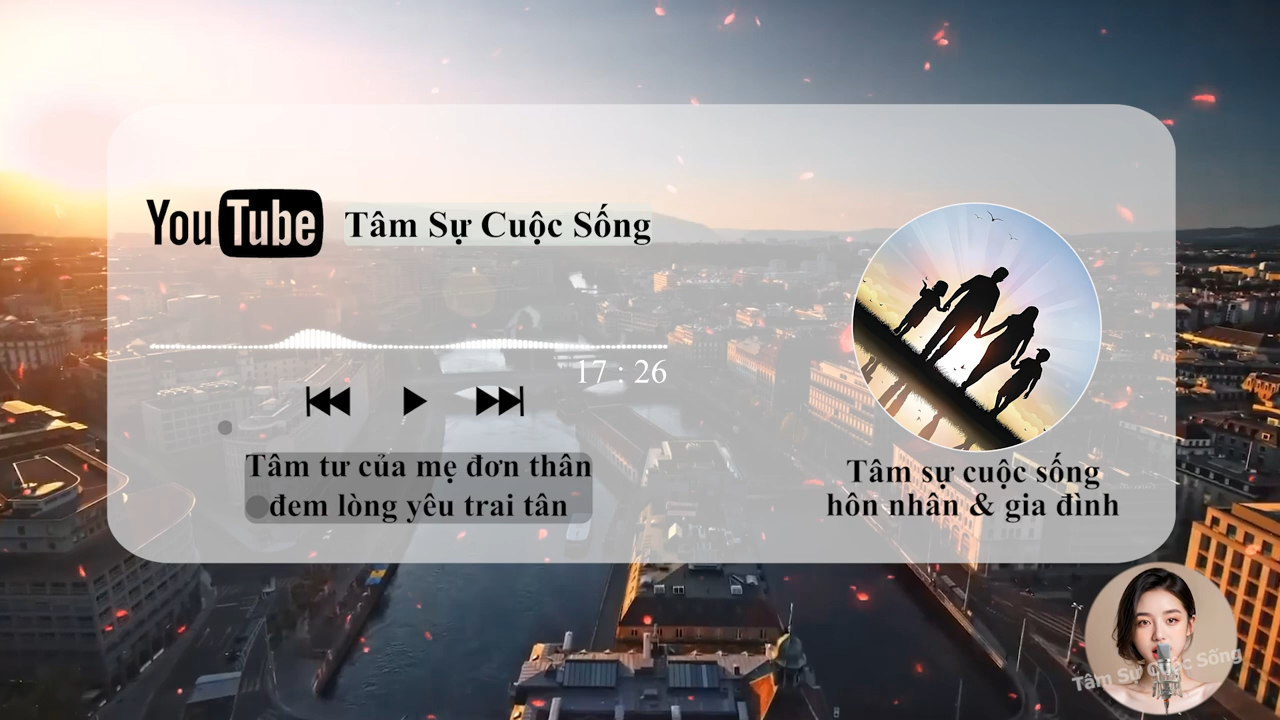 YouTube
Tâm Sự Cuộc Sống
17 : 26
Tâm tư của mẹ đơn thân
đem lòng yêu trai tân
Tâm sự cuộc sống
hôn nhân & gia đình
Tâm Sự Cuộc Sống